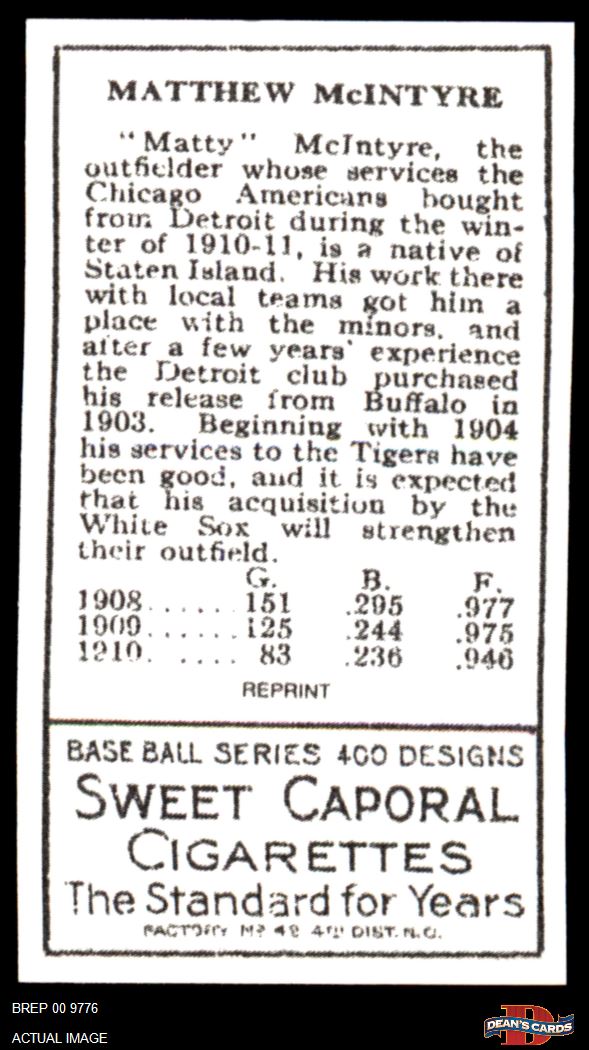 MATTHEW McINTYRE
"Matty" McIntyre, the
outfielder whose services the
Chicago Americans bought
from Detroit during the win-
ter of 1910-11, is a native of
Staten Island. His work there
with local teams got him a
place with the minors, and
after a few years' experience
the Detroit club purchased
his release from Buffalo in
1903. Beginning with 1904
his services to the Tigers have
been good, and it is expected
that his acquisition by the
White Sox will strengthen
their outfield.
G. B. F.
1908...... 151 .295 .977
1909...... 125 .244 .975
1910. .... 83 .236 .946
REPRINT
BASE BALL SERIES 400 DESIGNS
SWEET CAPORAL
CIGARETTES
The Standard for Years
FACTORY Nº 42 4TH DIST. N.C.
BREP 00 9776
ACTUAL IMAGE
D
DEAN'S CARDS